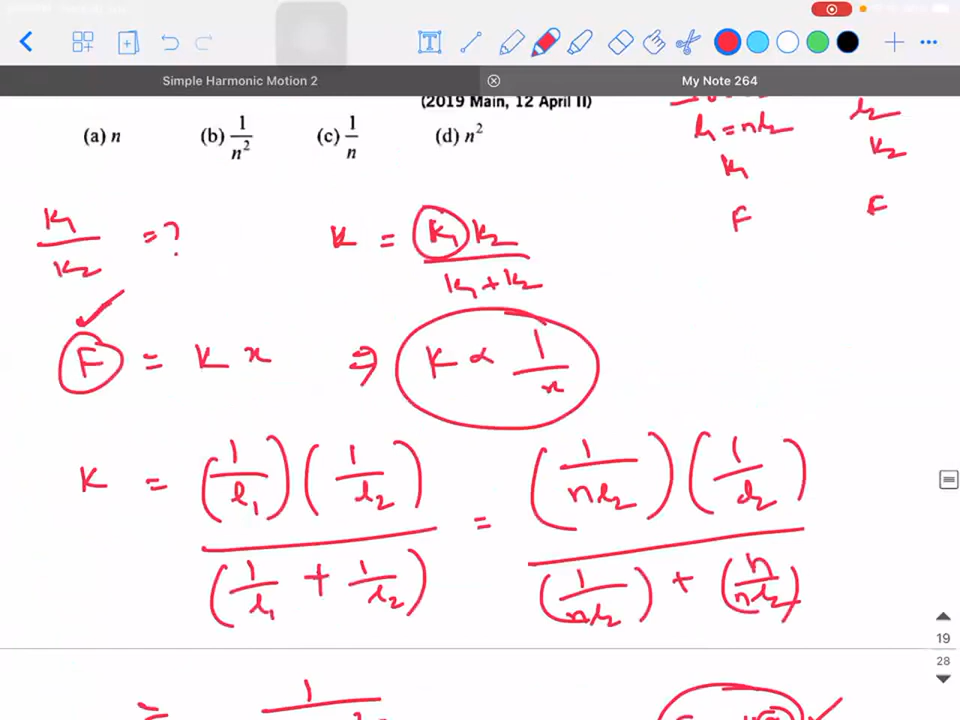 Simple Harmonic Motion 2
My Note 264
(2019 Main, 12 April II)
(a) n (b) 1/n² (c) 1/n (d) n²
l₁ = nl₂ l₂
k₁ k₂
F F
k₁/k₂ = ? k = k₁k₂/(k₁+k₂)
F = k x ⇒ k ∝ 1/x
k = (1/l₁)(1/l₂)/(1/l₁ + 1/l₂) = (1/nl₂)(1/l₂)/((1/nl₂) + (n/nl₂))
19
28
= 1